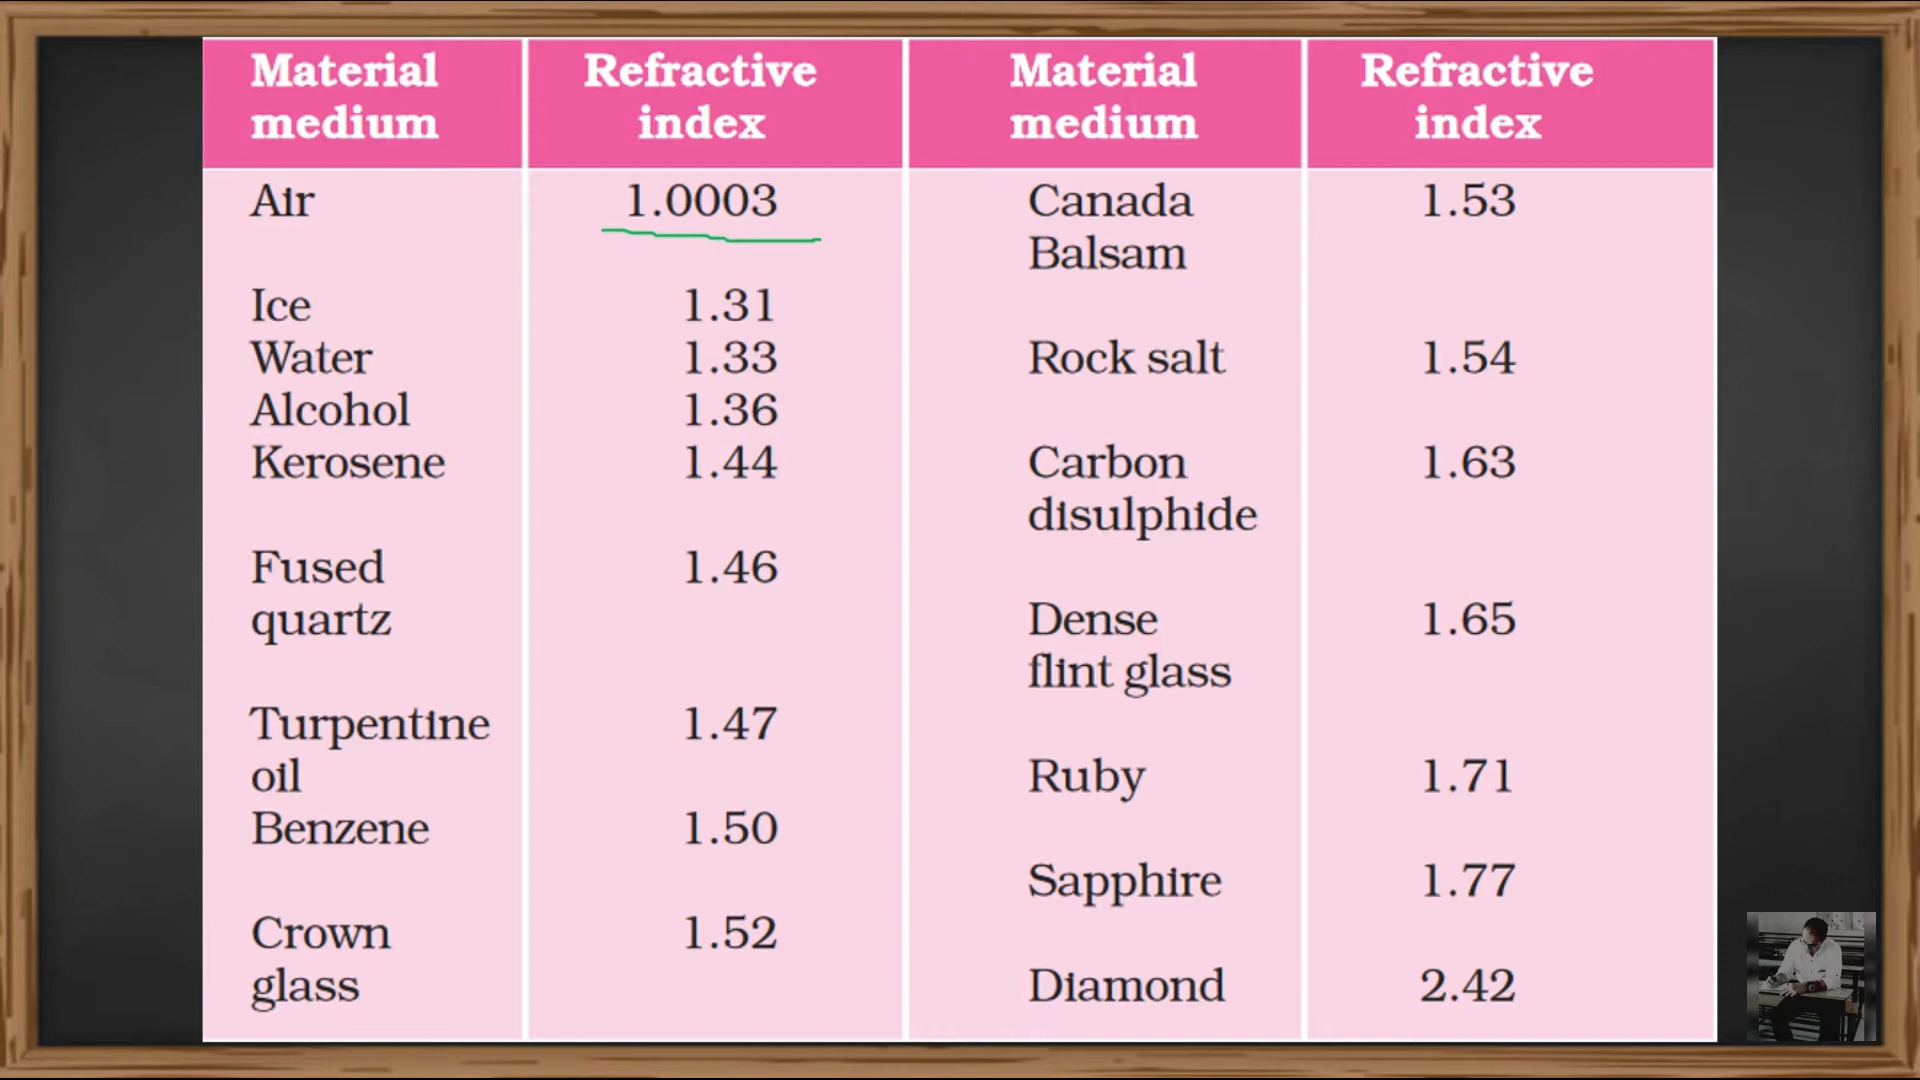 Material medium Refractive index Material medium Refractive index
Air 1.0003 Canada Balsam 1.53
Ice 1.31
Water 1.33 Rock salt 1.54
Alcohol 1.36
Kerosene 1.44 Carbon disulphide 1.63
Fused quartz 1.46 Dense flint glass 1.65
Turpentine oil 1.47 Ruby 1.71
Benzene 1.50 Sapphire 1.77
Crown glass 1.52 Diamond 2.42